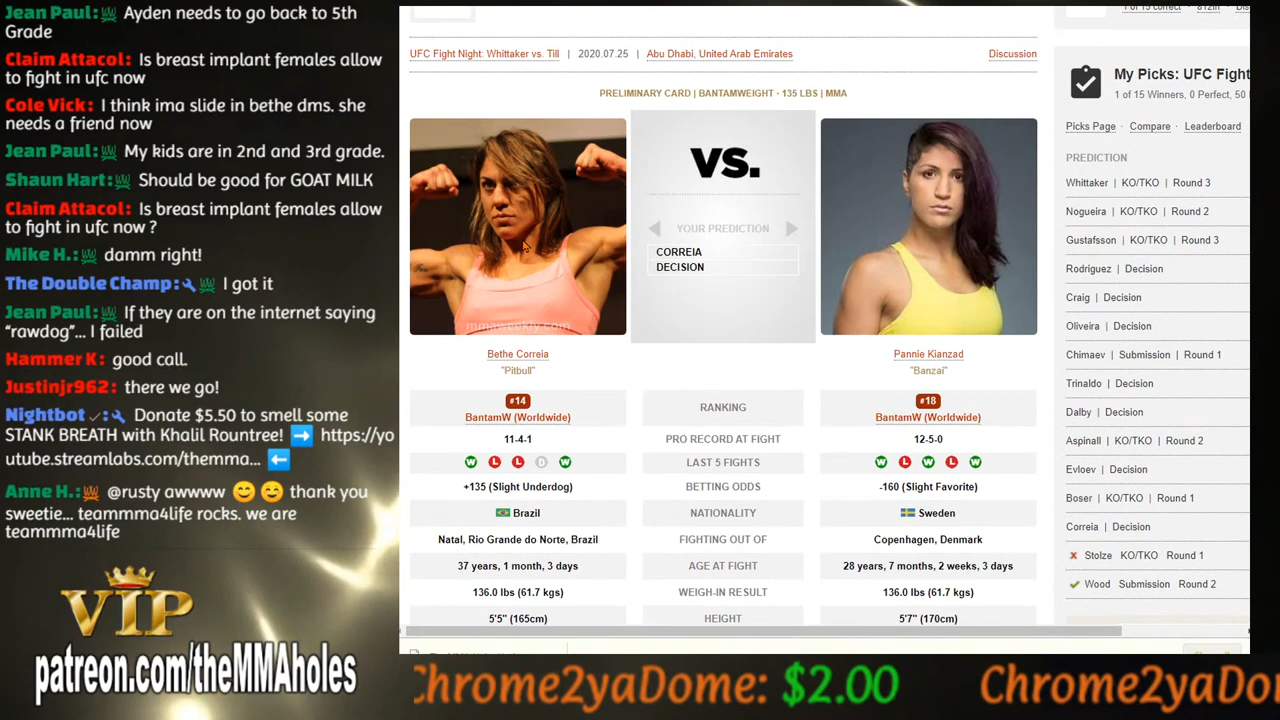 Jean Paul: Ayden needs to go back to 5th
Grade
Claim Attacol: Is breast implant females allow
to fight in ufc now
Cole Vick: I think ima slide in bethe dms. she
needs a friend now
Jean Paul: My kids are in 2nd and 3rd grade.
Shaun Hart: Should be good for GOAT MILK
Claim Attacol: Is breast implant females allow
to fight in ufc now ?
Mike H.: damm right!
The Double Champ: I got it
Jean Paul: If they are on the internet saying
“rawdog”... I failed
Hammer K: good call.
Justinjr962: there we go!
Nightbot: Donate $5.50 to smell some
STANK BREATH with Khalil Rountree! ➡ https://yo
utube.streamlabs.com/themma... ⬅
Anne H.: @rusty awwww 😊 😊 thank you
sweetie... teammma4life rocks. we are
teammma4life
VIP
patreon.com/theMMAholes
UFC Fight Night: Whittaker vs. Till | 2020.07.25 | Abu Dhabi, United Arab Emirates
Discussion
PRELIMINARY CARD | BANTAMWEIGHT - 135 LBS | MMA
VS.
YOUR PREDICTION
CORREIA
DECISION
mmaweekly.com
Bethe Correia
Pannie Kianzad
"Pitbull"
"Banzai"
#14
BantamW (Worldwide)
RANKING
#18
BantamW (Worldwide)
11-4-1
PRO RECORD AT FIGHT
12-5-0
W L L D W
LAST 5 FIGHTS
W L W L W
+135 (Slight Underdog)
BETTING ODDS
-160 (Slight Favorite)
Brazil
NATIONALITY
Sweden
Natal, Rio Grande do Norte, Brazil
FIGHTING OUT OF
Copenhagen, Denmark
37 years, 1 month, 3 days
AGE AT FIGHT
28 years, 7 months, 2 weeks, 3 days
136.0 lbs (61.7 kgs)
WEIGH-IN RESULT
136.0 lbs (61.7 kgs)
5'5" (165cm)
HEIGHT
5'7" (170cm)
My Picks: UFC Fight
1 of 15 Winners, 0 Perfect, 50
Picks Page · Compare · Leaderboard
PREDICTION
Whittaker | KO/TKO | Round 3
Nogueira | KO/TKO | Round 2
Gustafsson | KO/TKO | Round 3
Rodriguez | Decision
Craig | Decision
Oliveira | Decision
Chimaev | Submission | Round 1
Trinaldo | Decision
Dalby | Decision
Aspinall | KO/TKO | Round 2
Evloev | Decision
Boser | KO/TKO | Round 1
Correia | Decision
Stolze KO/TKO Round 1
Wood Submission Round 2
Chrome2yaDome: $2.00
Chrome2yaDo